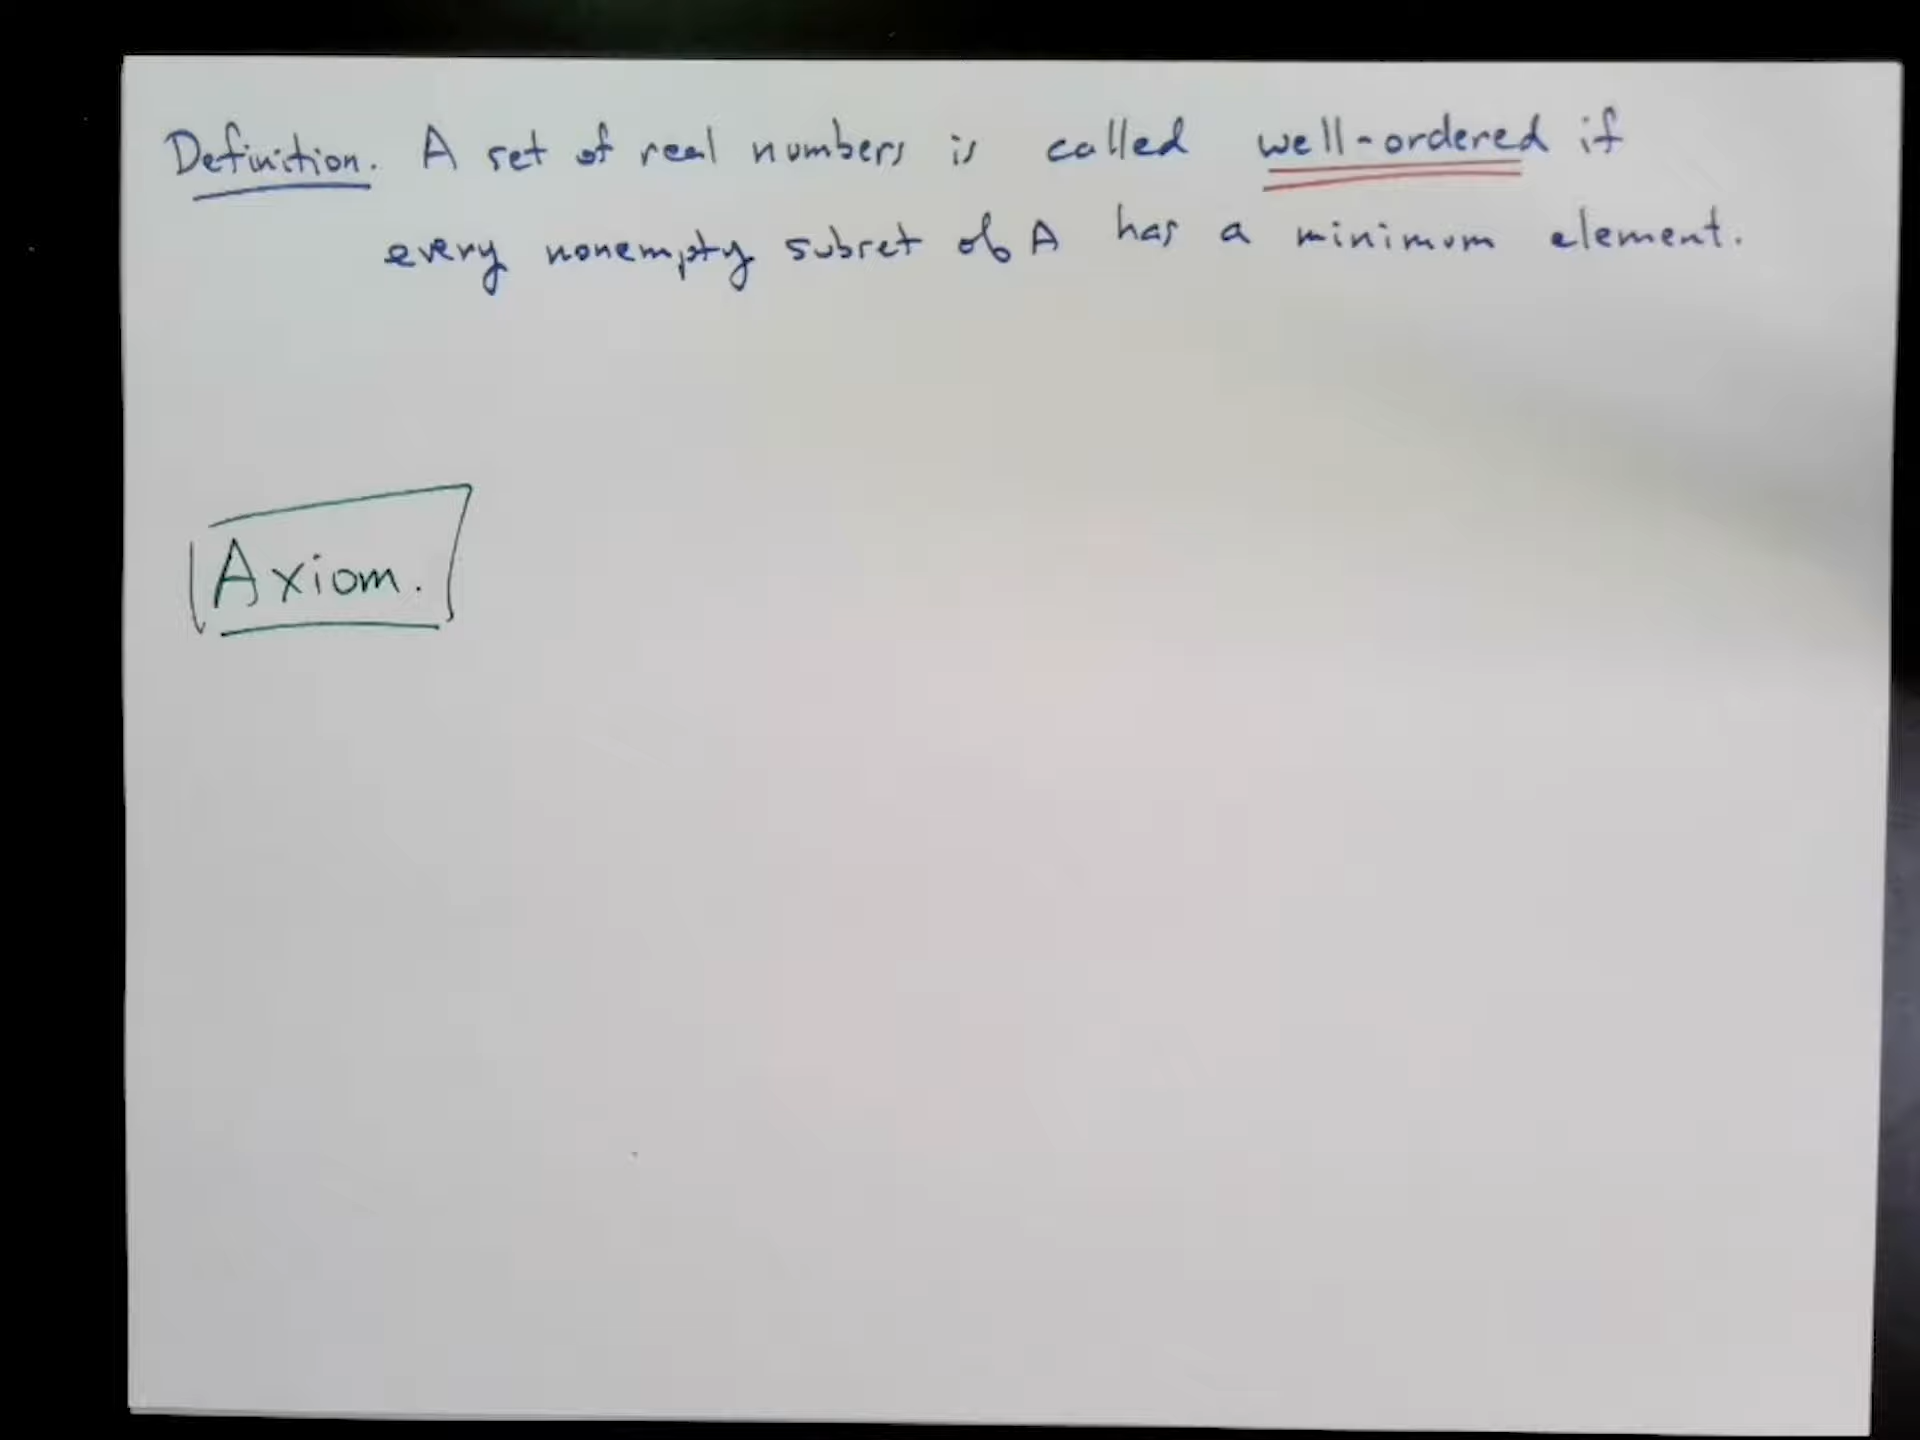 Definition. A set of real numbers is called well-ordered if
every nonempty subset of A has a minimum element.
Axiom.